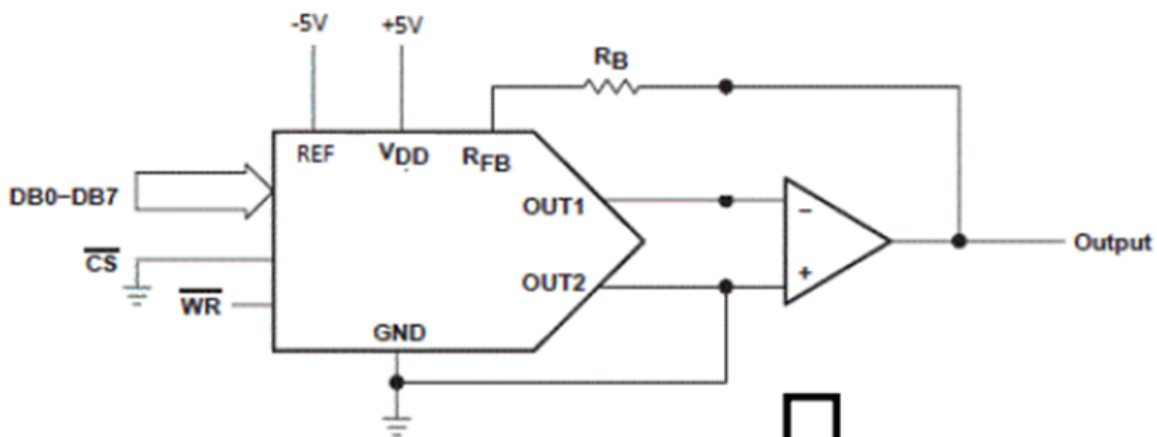 -5V +5V
RB
REF VDD RFB
DB0–DB7
OUT1
–
Output
CS
+
OUT2
WR
GND